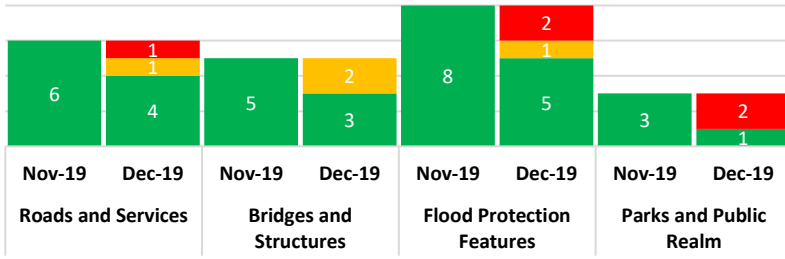 2
1
1
1
2
6
4
5
3
8
5
3
2
1
Nov-19 Dec-19 Nov-19 Dec-19 Nov-19 Dec-19 Nov-19 Dec-19
Roads and Services
Bridges and
Structures
Flood Protection
Features
Parks and Public
Realm